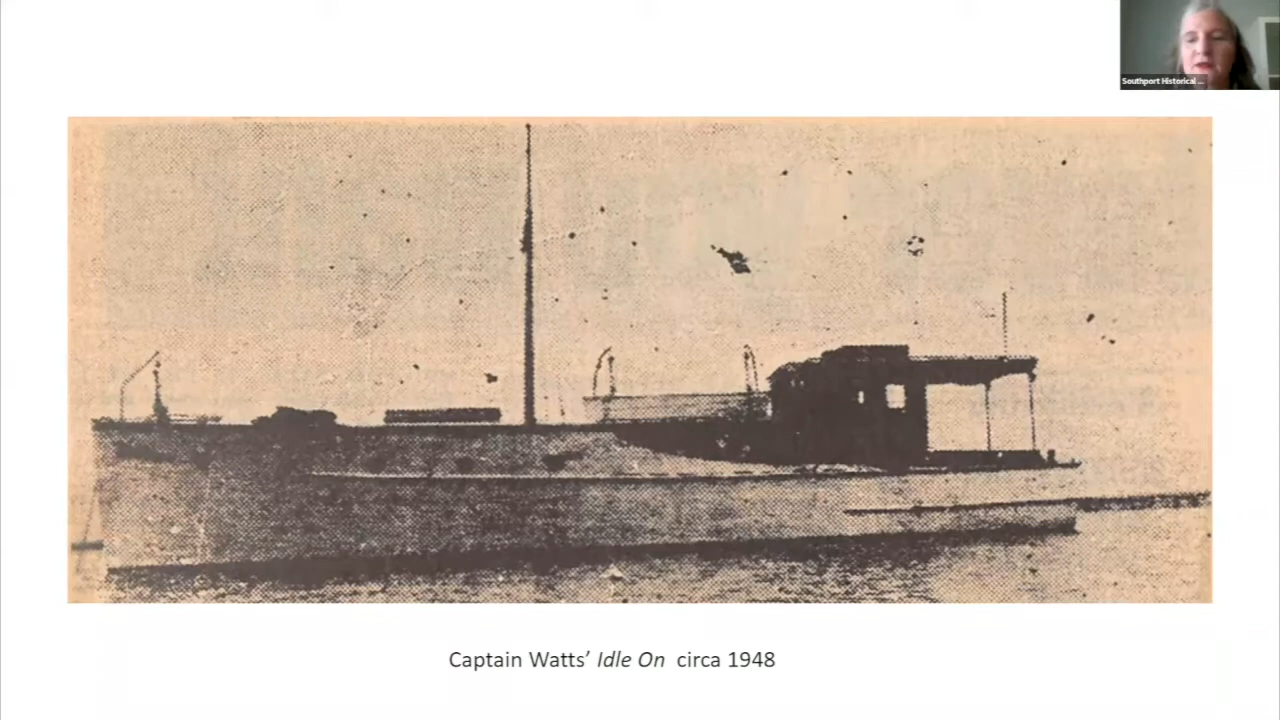 Southport Historical ...
Captain Watts’ Idle On circa 1948